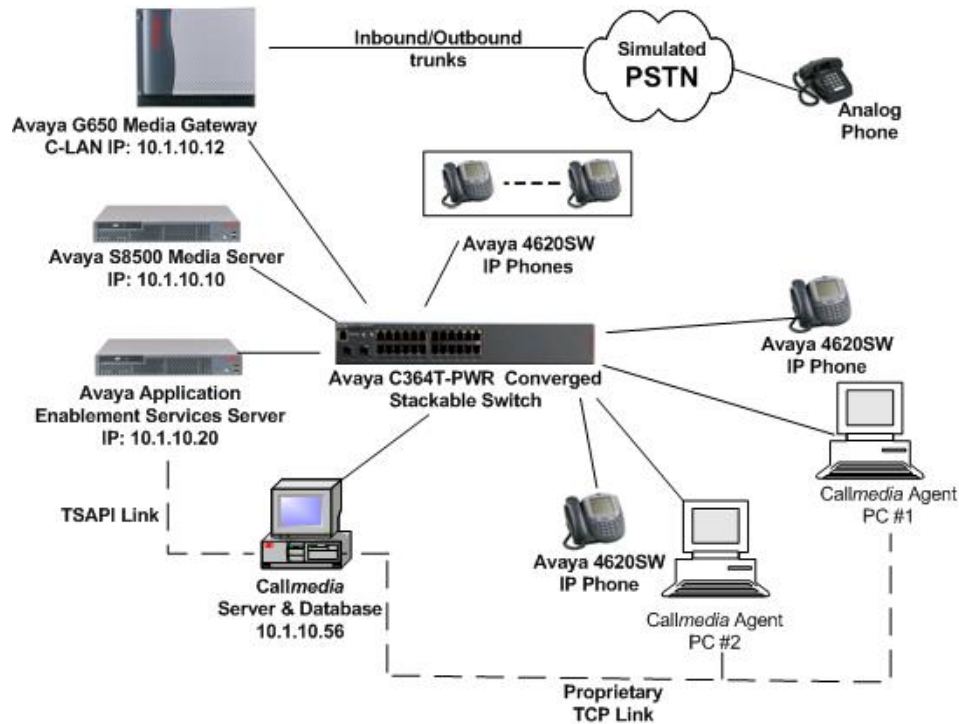 Inbound/Outbound
trunks
Simulated
PSTN
Analog
Phone
Avaya G650 Media Gateway
C-LAN IP: 10.1.10.12
Avaya 4620SW
IP Phones
Avaya S8500 Media Server
IP: 10.1.10.10
Avaya 4620SW
IP Phone
Avaya C364T-PWR Converged
Stackable Switch
Avaya Application
Enablement Services Server
IP: 10.1.10.20
Callmedia Agent
PC #1
TSAPI Link
Avaya 4620SW
IP Phone
Callmedia
Server & Database
10.1.10.56
Callmedia Agent
PC #2
Proprietary
TCP Link